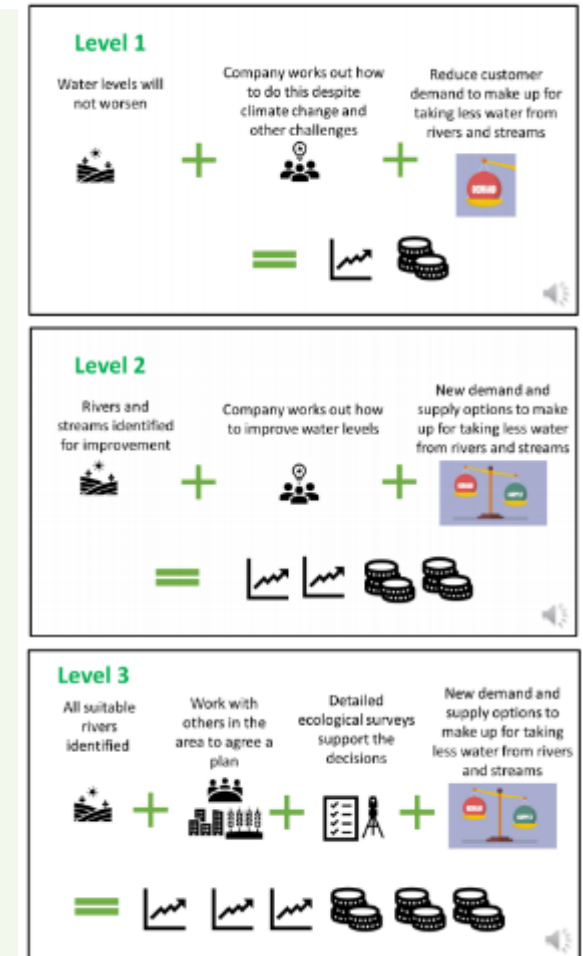 Level 1
Water levels will
not worsen
Company works out how
to do this despite
climate change and
other challenges
Reduce customer
demand to make up for
taking less water from
rivers and streams
DEMAND
Level 2
Rivers and
streams identified
for improvement
Company works out how
to improve water levels
New demand and
supply options to make
up for taking less water
from rivers and streams
DEMAND
SUPPLY
Level 3
All suitable
rivers
identified
Work with
others in the
area to agree a
plan
Detailed
ecological surveys
support the
decisions
New demand and
supply options to
make up for taking
less water from rivers
and streams
DEMAND
SUPPLY